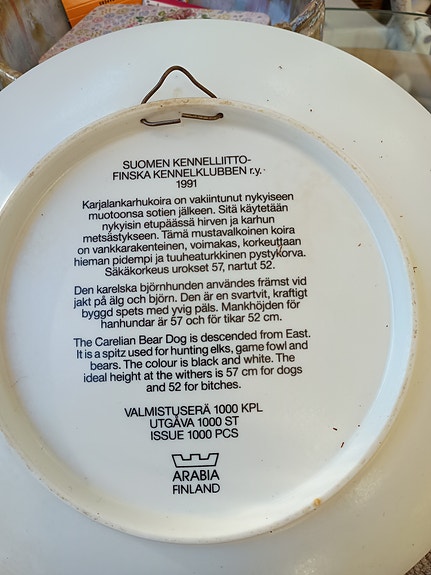 SUOMEN KENNELLIITTO-
FINSKA KENNELKLUBBEN r.y.
1991
Karjalankarhukoira on vakiintunut nykyiseen
muotoonsa sotien jälkeen. Sitä käytetään
nykyisin etupäässä hirven ja karhun
metsästykseen. Tämä mustavalkoinen koira
on vankkarakenteinen, voimakas, korkeuttaan
hieman pidempi ja tuuheaturkkinen pystykorva.
Säkäkorkeus urokset 57, nartut 52.
Den karelska björnhunden användes främst vid
jakt på älg och björn. Den är en svartvit, kraftigt
byggd spets med yvig päls. Mankhöjden för
hanhundar är 57 och för tikar 52 cm.
The Carelian Bear Dog is descended from East.
It is a spitz used for hunting elks, game fowl and
bears. The colour is black and white. The
ideal height at the withers is 57 cm for dogs
and 52 for bitches.
VALMISTUSERÄ 1000 KPL
UTGÅVA 1000 ST
ISSUE 1000 PCS
ARABIA
FINLAND